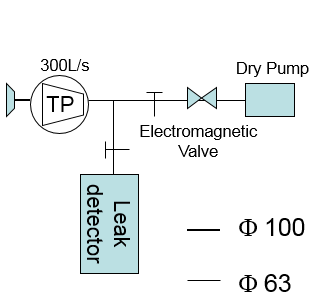 300L/s
TP
Dry Pump
Electromagnetic
Valve
Leak
detector
Φ 100
Φ 63